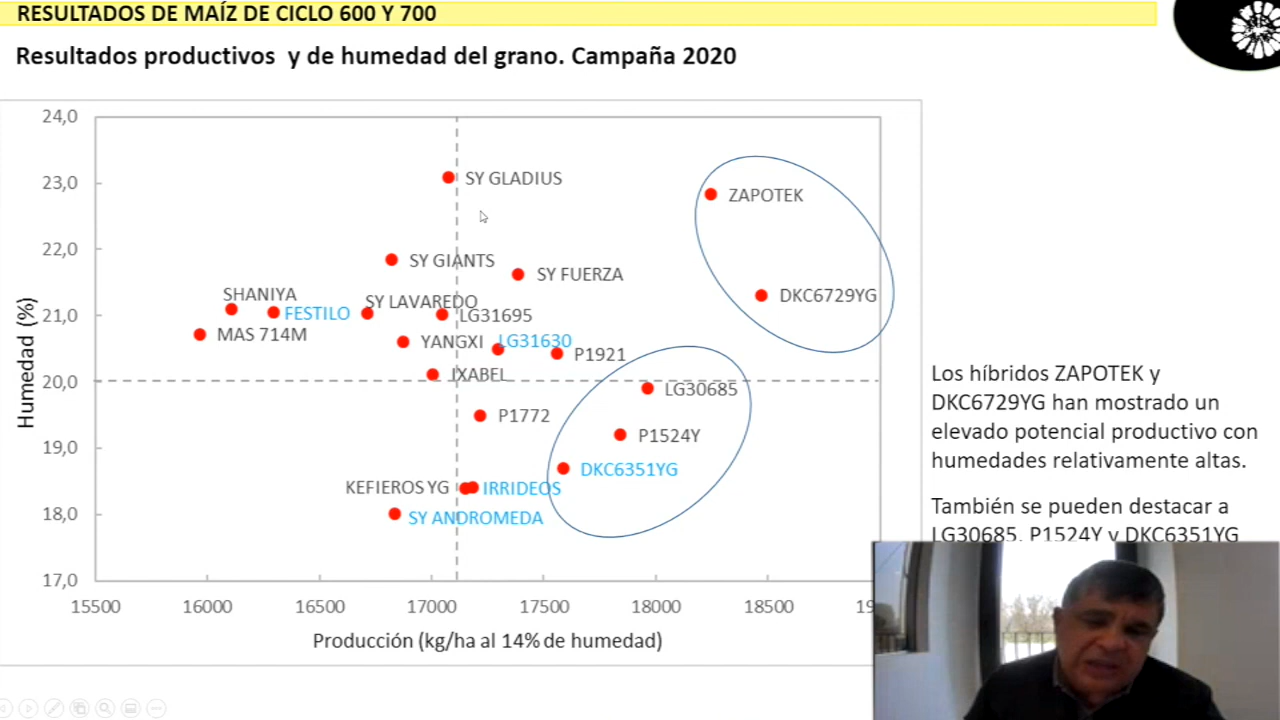 RESULTADOS DE MAÍZ DE CICLO 600 Y 700
Resultados productivos y de humedad del grano. Campaña 2020
24,0
23,0
22,0
21,0
20,0
19,0
18,0
17,0
Humedad (%)
SY GLADIUS
ZAPOTEK
SY GIANTS
SY FUERZA
DKC6729YG
SHANIYA
SY LAVAREDO
FESTILO
LG31695
MAS 714M
YANGXI
LG31630
P1921
IXABEL
LG30685
P1772
P1524Y
DKC6351YG
KEFIEROS YG
IRRIDEOS
SY ANDROMEDA
15500 16000 16500 17000 17500 18000 18500
Producción (kg/ha al 14% de humedad)
Los híbridos ZAPOTEK y
DKC6729YG han mostrado un
elevado potencial productivo con
humedades relativamente altas.
También se pueden destacar a
LG30685, P1524Y y DKC6351YG